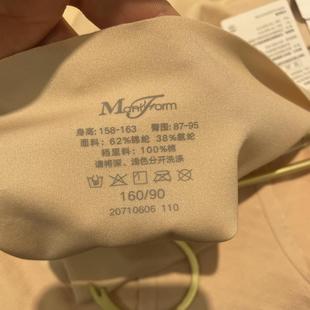 ManiForm
身高：158-163 臀围：87-95
面料：62%锦纶 38%氨纶
裆里料：100%棉
请将深、浅色分开洗涤
160/90
20710606 110